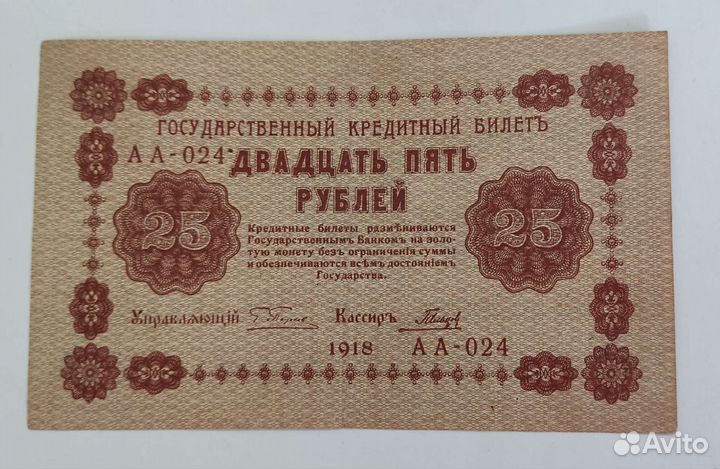 ГОСУДАРСТВЕННЫЙ КРЕДИТНЫЙ БИЛЕТЪ
АА-024
ДВАДЦАТЬ ПЯТЬ
РУБЛЕЙ
25
25
Кредитные билеты размѣниваются
Государственнымъ Банкомъ на золо-
тую монету безъ ограниченія суммы
и обезпечиваются всѣмъ достояніемъ
Государства.
Управляющій
Кассиръ
1918 АА-024
Avito